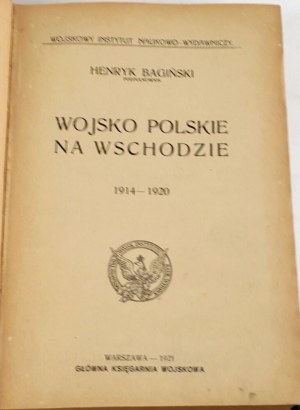 WOJSKOWY INSTYTUT NAUKOWO-WYDAWNICZY
HENRYK BAGIŃSKI
WOJSKO POLSKIE
NA WSCHODZIE
1914—1920
WARSZAWA — 1921
GŁÓWNA KSIĘGARNIA WOJSKOWA